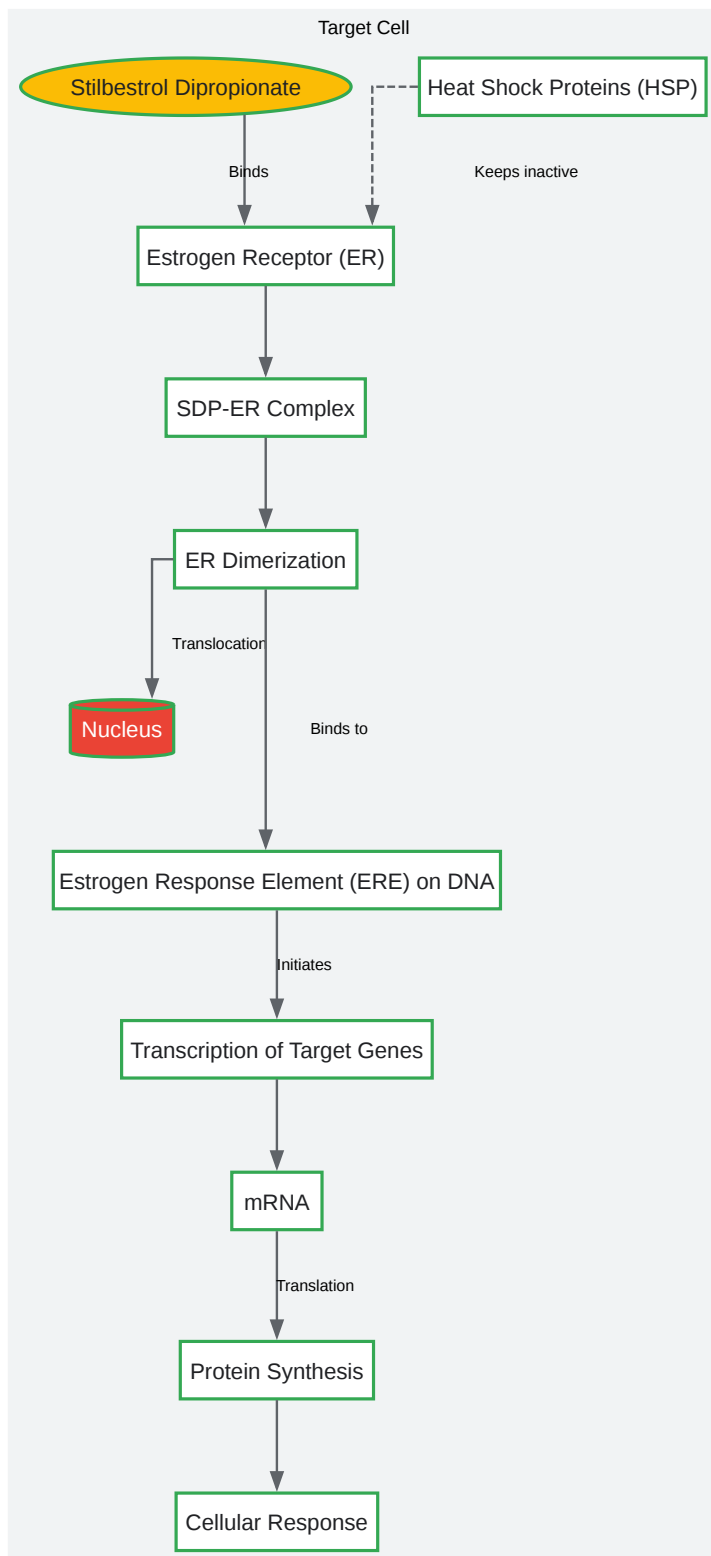 Target Cell
Stilbestrol Dipropionate
Heat Shock Proteins (HSP)
Binds
Keeps inactive
Estrogen Receptor (ER)
SDP-ER Complex
ER Dimerization
Translocation
Nucleus
Binds to
Estrogen Response Element (ERE) on DNA
Initiates
Transcription of Target Genes
mRNA
Translation
Protein Synthesis
Cellular Response